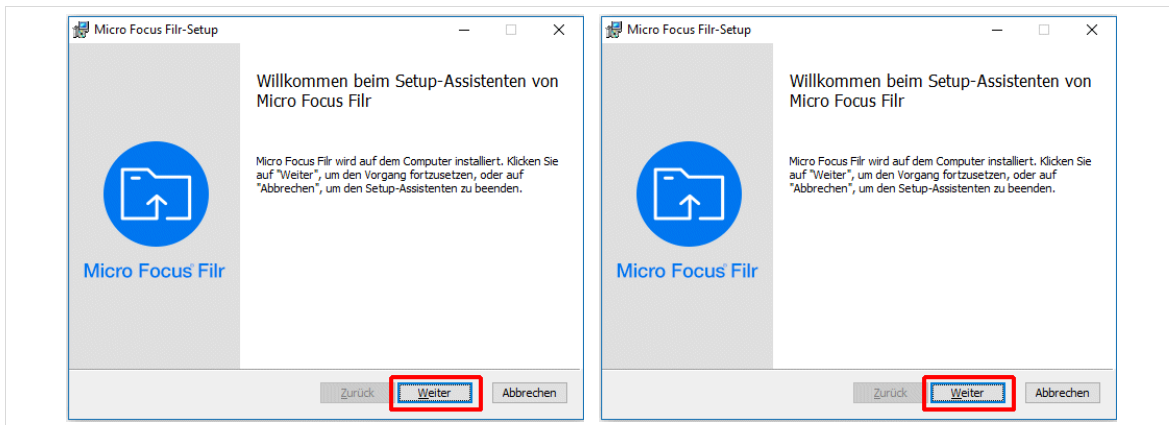 Micro Focus Filr-Setup
Willkommen beim Setup-Assistenten von
Micro Focus Filr
Micro Focus Filr wird auf dem Computer installiert. Klicken Sie
auf "Weiter", um den Vorgang fortzusetzen, oder auf
"Abbrechen", um den Setup-Assistenten zu beenden.
Micro Focus® Filr
Zurück
Weiter
Abbrechen
Micro Focus Filr-Setup
Willkommen beim Setup-Assistenten von
Micro Focus Filr
Micro Focus Filr wird auf dem Computer installiert. Klicken Sie
auf "Weiter", um den Vorgang fortzusetzen, oder auf
"Abbrechen", um den Setup-Assistenten zu beenden.
Micro Focus® Filr
Zurück
Weiter
Abbrechen